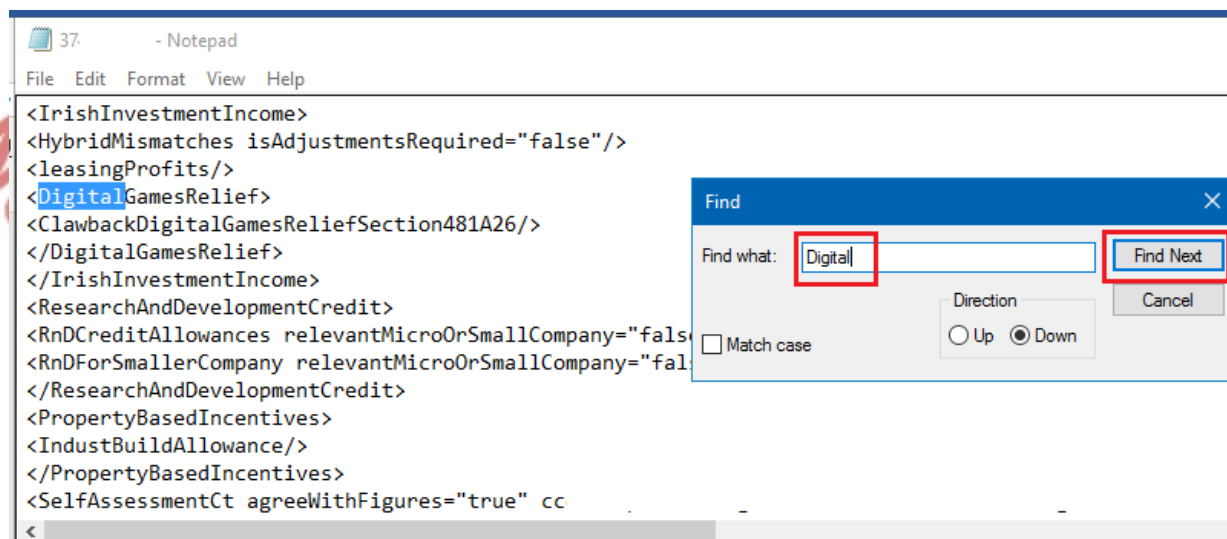 37 - Notepad
File Edit Format View Help
<IrishInvestmentIncome>
<HybridMismatches isAdjustmentsRequired="false"/>
<leasingProfits/>
<DigitalGamesRelief>
<ClawbackDigitalGamesReliefSection481A26/>
</DigitalGamesRelief>
</IrishInvestmentIncome>
<ResearchAndDevelopmentCredit>
<RnDCreditAllowances relevantMicroOrSmallCompany="false
<RnDForSmallerCompany relevantMicroOrSmallCompany="fal
</ResearchAndDevelopmentCredit>
<PropertyBasedIncentives>
<IndustBuildAllowance/>
</PropertyBasedIncentives>
<SelfAssessmentCt agreeWithFigures="true" cc
Find
Find what: Digital Find Next
Direction Cancel
Match case Up Down